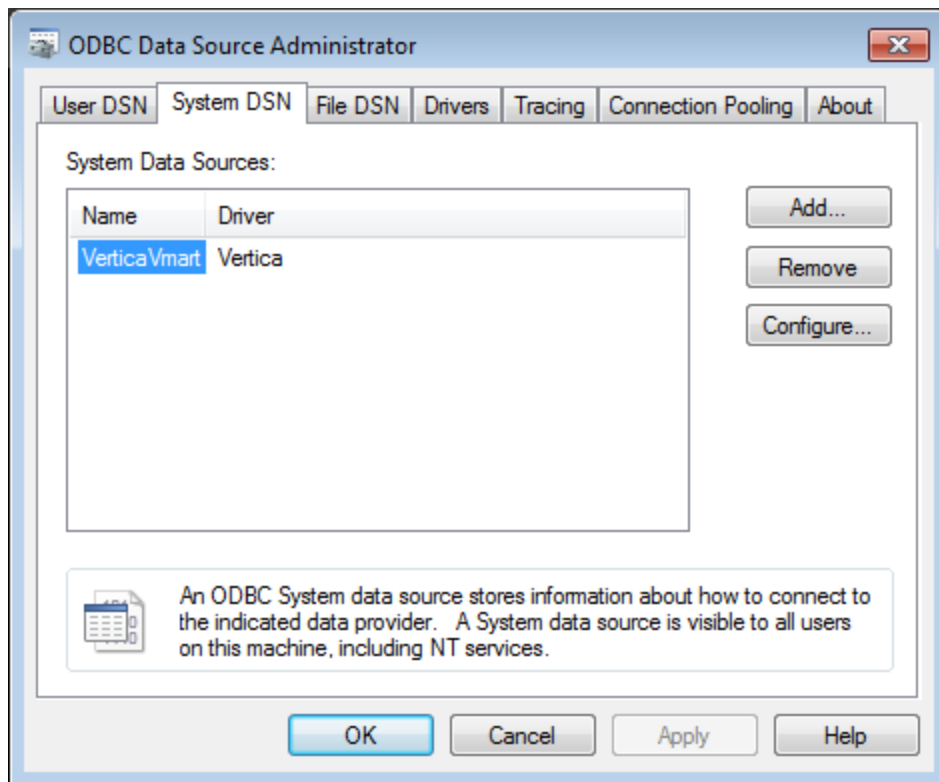 ODBC Data Source Administrator
User DSN System DSN File DSN Drivers Tracing Connection Pooling About
System Data Sources:
Name Driver
VerticaVmart Vertica
Add...
Remove
Configure...
An ODBC System data source stores information about how to connect to
the indicated data provider. A System data source is visible to all users
on this machine, including NT services.
OK Cancel Apply Help